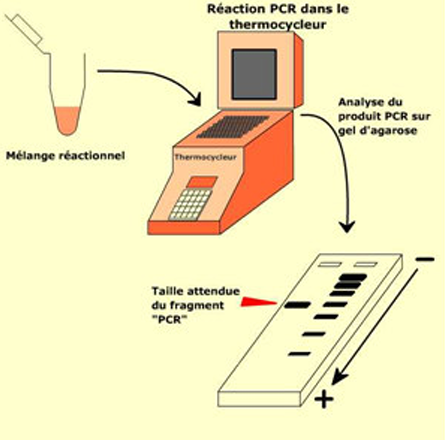 Réaction PCR dans le
thermocycleur
Mélange réactionnel
Thermocycleur
Analyse du
produit PCR sur
gel d'agarose
Taille attendue
du fragment
"PCR"
−
+